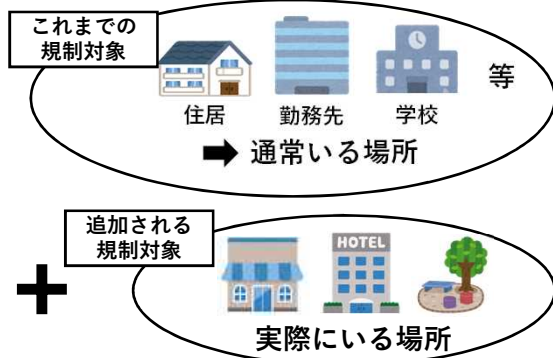 これまでの
規制対象
等
住居 勤務先 学校
➡ 通常いる場所
追加される
規制対象
+
HOTEL
実際にいる場所